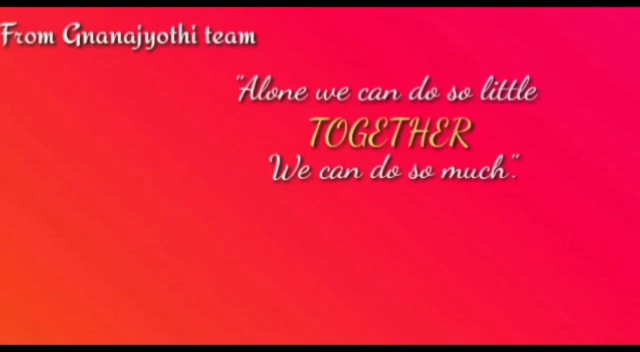 From Gnanajyothi team
"Alone we can do so little
TOGETHER
We can do so much".